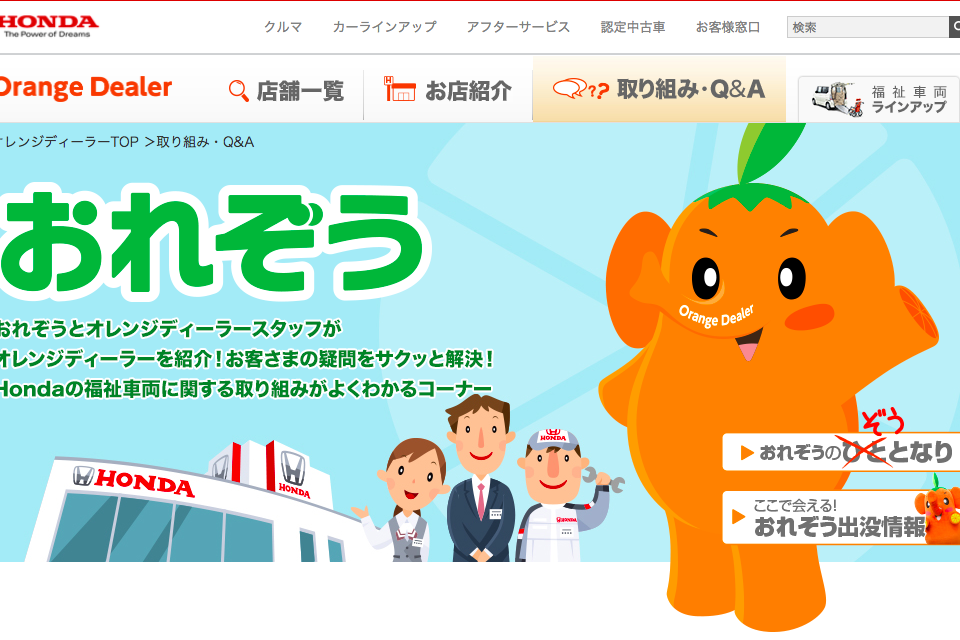 HONDA
The Power of Dreams
クルマ カーラインアップ アフターサービス 認定中古車 お客様窓口 検索
Orange Dealer 店舗一覧 お店紹介 ??取り組み・Q&A 福祉車両
ラインアップ
オレンジディーラーTOP ＞取り組み・Q&A
おれぞう
おれぞうとオレンジディーラースタッフが
オレンジディーラーを紹介！お客さまの疑問をサクッと解決！
Hondaの福祉車両に関する取り組みがよくわかるコーナー
Orange Dealer
ぞう
おれぞうのひととなり
HONDA
HONDA
HONDA
HONDA
ここで会える！
おれぞう出没情報